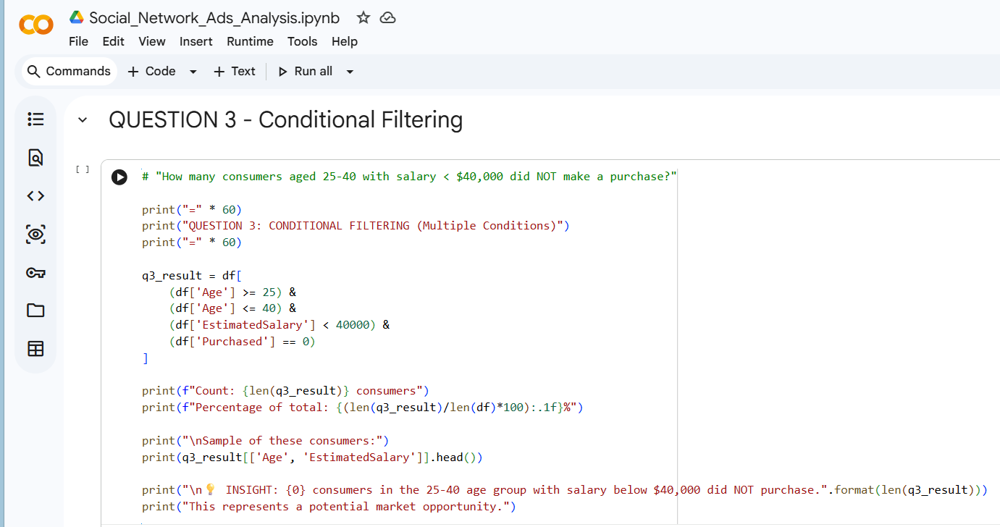 CO Social_Network_Ads_Analysis.ipynb
File Edit View Insert Runtime Tools Help
Commands + Code + Text Run all
QUESTION 3 - Conditional Filtering
[ ]
# "How many consumers aged 25-40 with salary < $40,000 did NOT make a purchase?"
print("=" * 60)
print("QUESTION 3: CONDITIONAL FILTERING (Multiple Conditions)")
print("=" * 60)
q3_result = df[
    (df['Age'] >= 25) &
    (df['Age'] <= 40) &
    (df['EstimatedSalary'] < 40000) &
    (df['Purchased'] == 0)
]
print(f"Count: {len(q3_result)} consumers")
print(f"Percentage of total: {(len(q3_result)/len(df)*100):.1f}%")
print("\nSample of these consumers:")
print(q3_result[['Age', 'EstimatedSalary']].head())
print("\n💡 INSIGHT: {0} consumers in the 25-40 age group with salary below $40,000 did NOT purchase.".format(len(q3_result)))
print("This represents a potential market opportunity.")